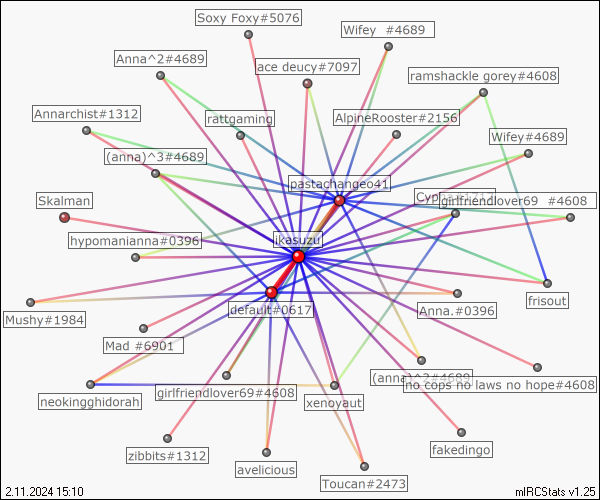 Soxy Foxy#5076
Wifey  #4689
Anna^2#4689
ace deucy#7097
ramshackle gorey#4608
Annarchist#1312
rattgaming
AlpineRooster#2156
Wifey#4689
(anna)^3#4689
pastachangeo41
Skalman
girlfriendlover69  #4608
hypomanianna#0396
ikasuzu
frisout
Mushy#1984
default#0617
Anna.#0396
Mad #6901
(anna)^2#4689
no cops no laws no hope#4608
neokingghidorah
girlfriendlover69#4608
xenoyaut
zibbits#1312
avelicious
fakedingo
Toucan#2473
2.11.2024 15:10
mIRCStats v1.25